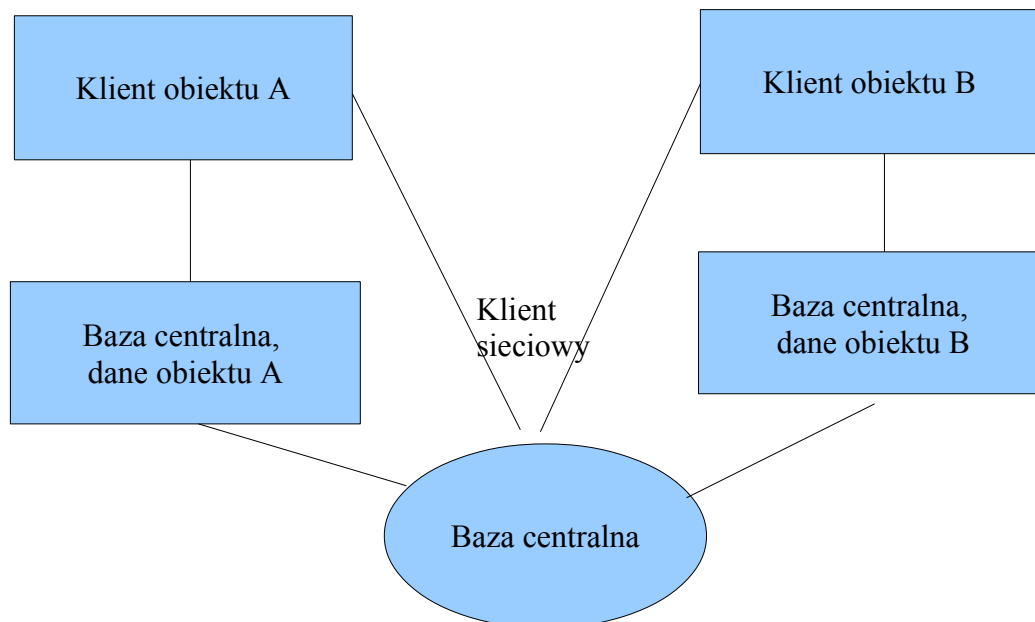 Klient obiektu A
Klient obiektu B
Klient
sieciowy
Baza centralna,
dane obiektu A
Baza centralna,
dane obiektu B
Baza centralna